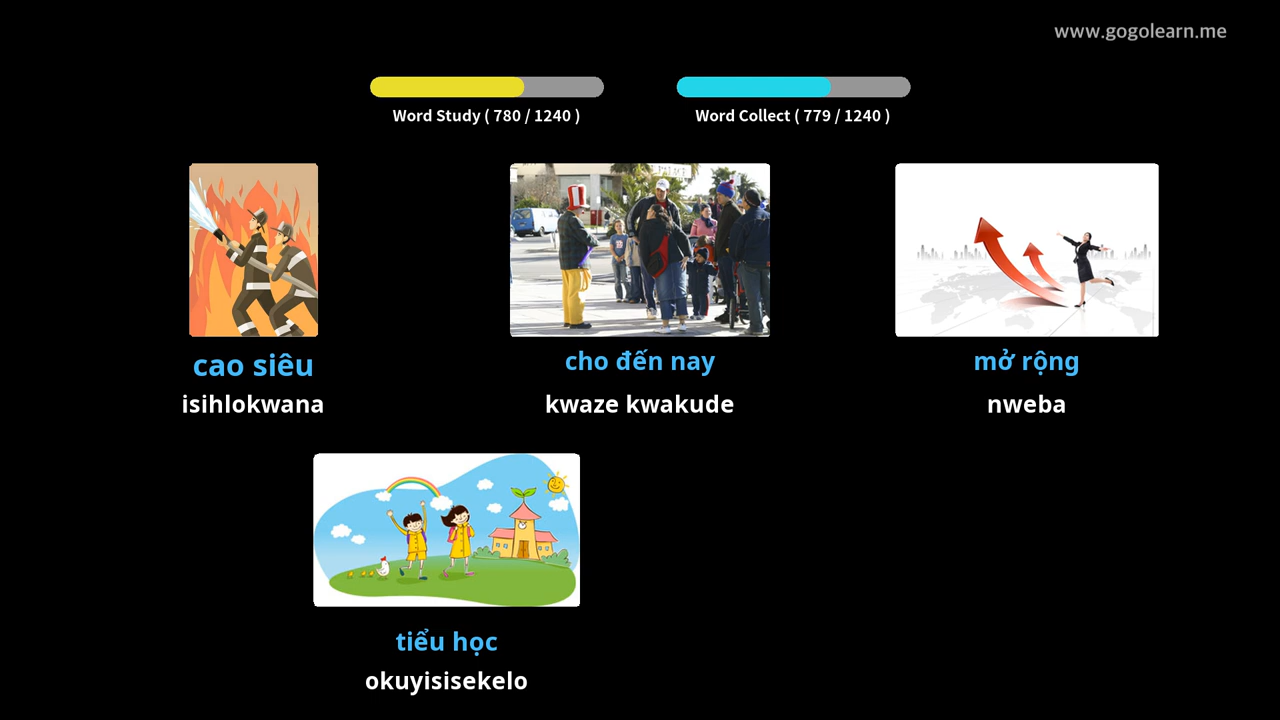 www.gogolearn.me
Word Study ( 780 / 1240 )
Word Collect ( 779 / 1240 )
cao siêu
isihlokwana
cho đến nay
kwaze kwakude
mở rộng
nweba
tiểu học
okuyisisekelo